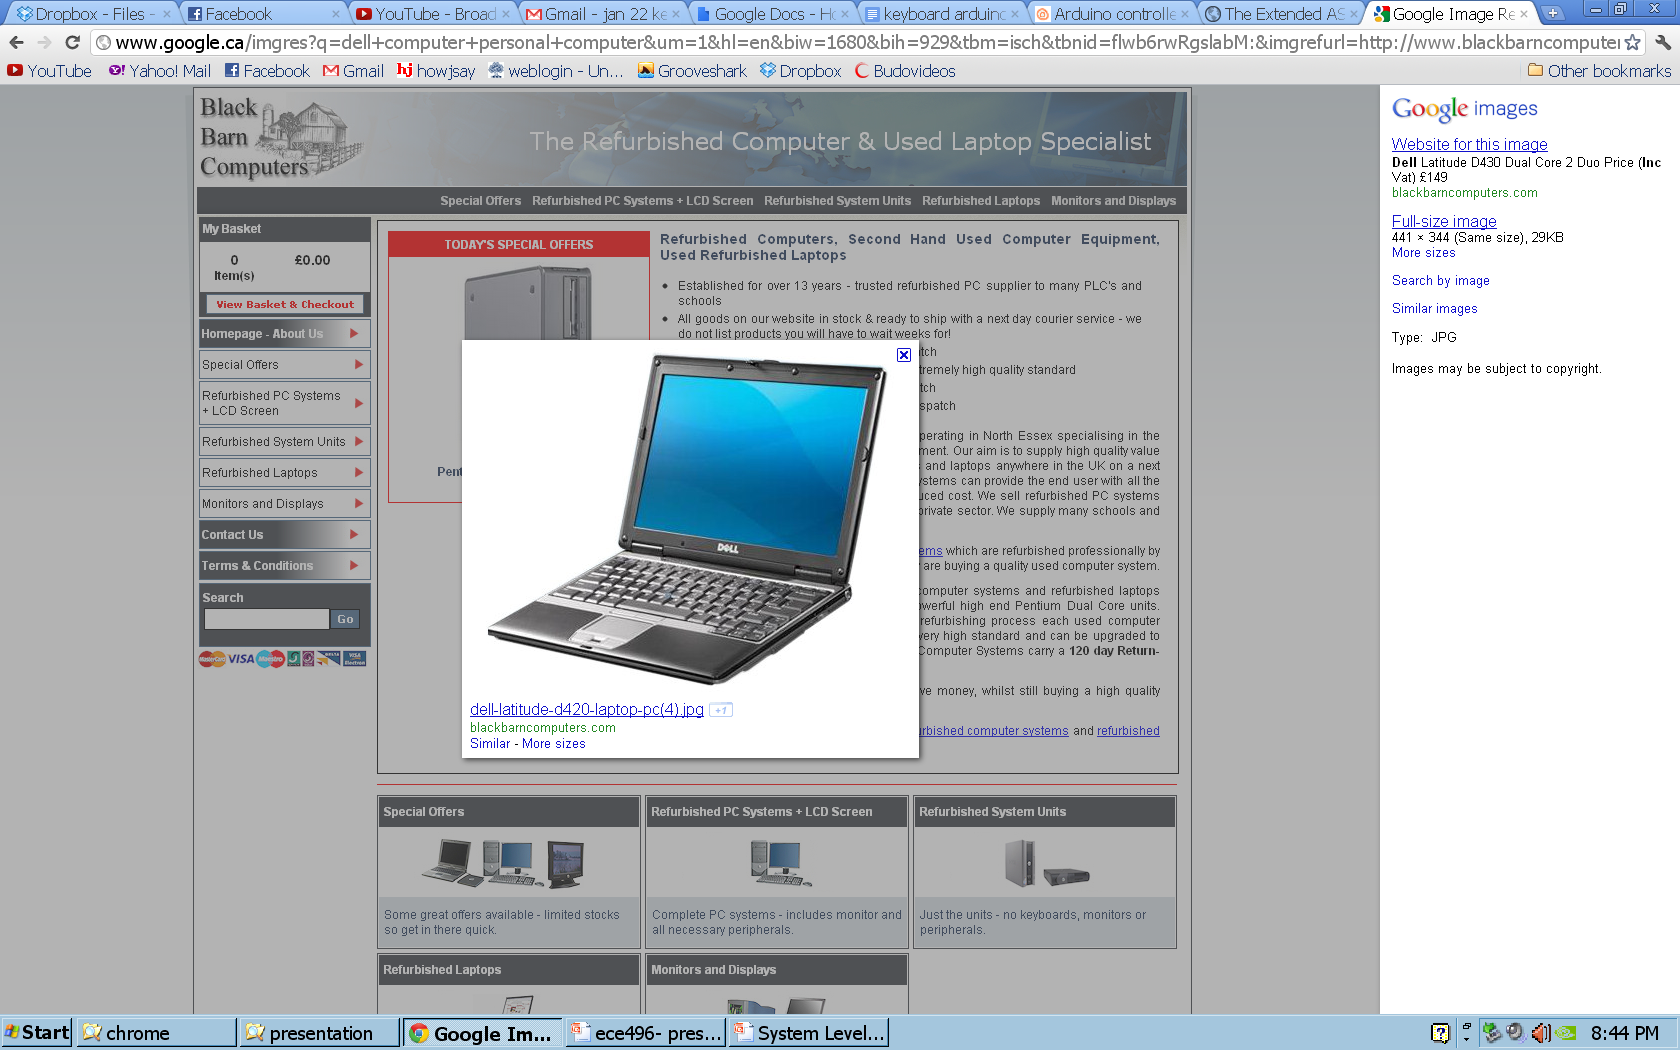 Dropbox - Files -
Facebook
YouTube - Broad
Gmail - jan 22 ke
Google Docs - Ho
keyboard arduino
Arduino controlle
The Extended AS
Google Image Re
www.google.ca/imgres?q=dell+computer+personal+computer&um=1&hl=en&biw=1680&bih=929&tbm=isch&tbnid=flwb6rwRgslabM:&imgrefurl=http://www.blackbarncomputer
YouTube
Yahoo! Mail
Facebook
Gmail
howjsay
weblogin - Un...
Grooveshark
Dropbox
Budovideos
Other bookmarks
Black
Barn
Computers
The Refurbished Computer & Used Laptop Specialist
Special Offers Refurbished PC Systems + LCD Screen Refurbished System Units Refurbished Laptops Monitors and Displays
My Basket
0 £0.00
Item(s)
View Basket & Checkout
Homepage - About Us
Special Offers
Refurbished PC Systems
+ LCD Screen
Refurbished System Units
Refurbished Laptops
Monitors and Displays
Contact Us
Terms & Conditions
Search
Go
MasterCard VISA Maestro
TODAY'S SPECIAL OFFERS
Pent
Refurbished Computers, Second Hand Used Computer Equipment,
Used Refurbished Laptops
Established for over 13 years - trusted refurbished PC supplier to many PLC's and
schools
All goods on our website in stock & ready to ship with a next day courier service - we
do not list products you will have to wait weeks for!
tch
tremely high quality standard
tch
spatch
perating in North Essex specialising in the
ment. Our aim is to supply high quality value
s and laptops anywhere in the UK on a next
ystems can provide the end user with all the
uced cost. We sell refurbished PC systems
private sector. We supply many schools and
ems which are refurbished professionally by
are buying a quality used computer system.
omputer systems and refurbished laptops
owerful high end Pentium Dual Core units.
refurbishing process each used computer
very high standard and can be upgraded to
Computer Systems carry a 120 day Return-
ve money, whilst still buying a high quality
urbished computer systems and refurbished
DELL
dell-latitude-d420-laptop-pc(4).jpg +1
blackbarncomputers.com
Similar - More sizes
Special Offers
Some great offers available - limited stocks
so get in there quick.
Refurbished PC Systems + LCD Screen
Complete PC systems - includes monitor and
all necessary peripherals.
Refurbished System Units
Just the units - no keyboards, monitors or
peripherals.
Refurbished Laptops
Monitors and Displays
Google images
Website for this image
Dell Latitude D430 Dual Core 2 Duo Price (Inc
Vat) £149
blackbarncomputers.com
Full-size image
441 × 344 (Same size), 29KB
More sizes
Search by image
Similar images
Type: JPG
Images may be subject to copyright.
Start
chrome
presentation
Google Im...
ece496- pres...
System Level...
8:44 PM